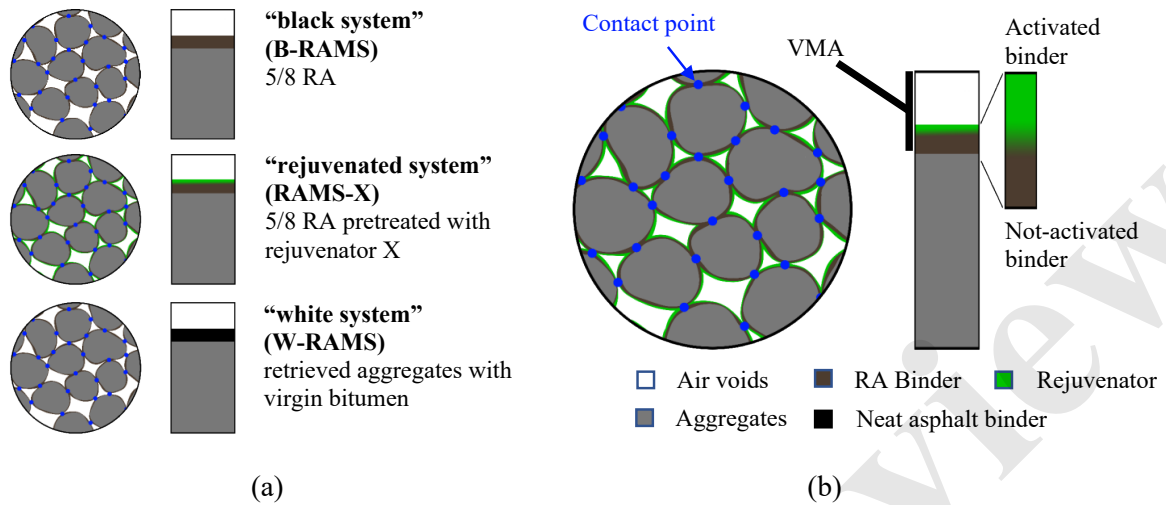 “black system”
(B-RAMS)
5/8 RA
“rejuvenated system”
(RAMS-X)
5/8 RA pretreated with
rejuvenator X
“white system”
(W-RAMS)
retrieved aggregates with
virgin bitumen
(a)
Contact point
VMA
Activated
binder
Not-activated
binder
Air voids
RA Binder
Rejuvenator
Aggregates
Neat asphalt binder
(b)
view